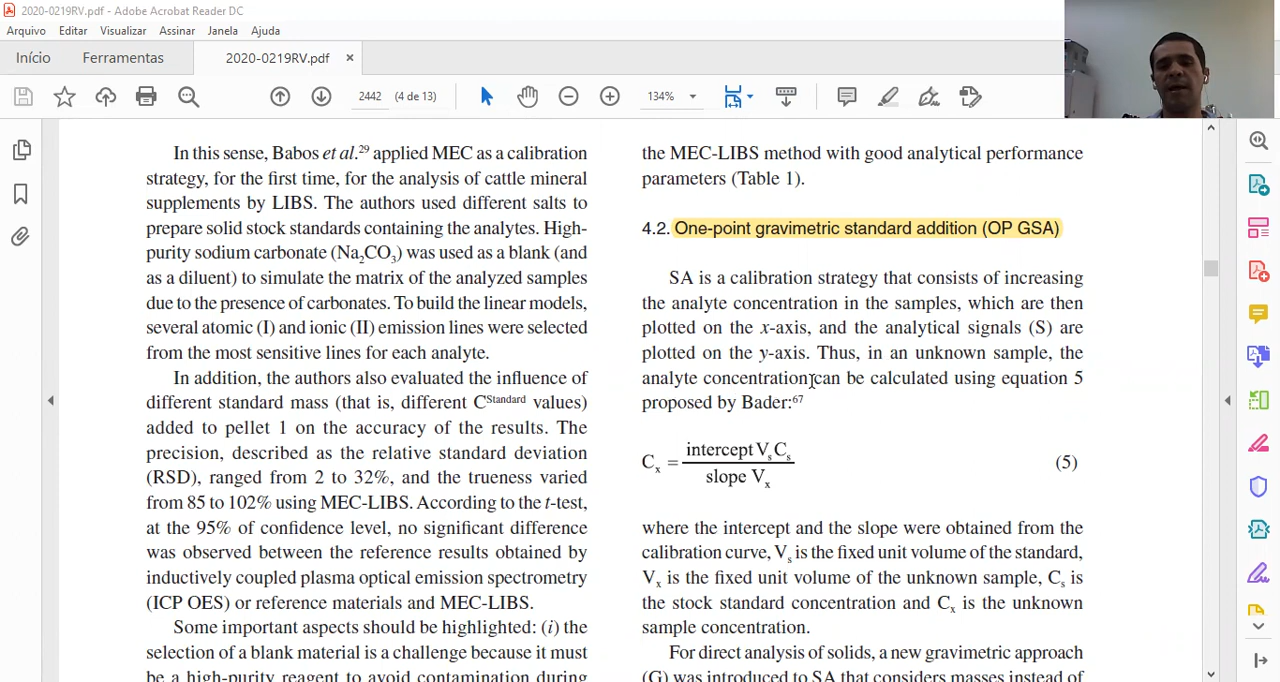 2020-0219RV.pdf - Adobe Acrobat Reader DC
Arquivo Editar Visualizar Assinar Janela Ajuda
Início Ferramentas 2020-0219RV.pdf ×
2442 (4 de 13) 134%
In this sense, Babos et al.²⁹ applied MEC as a calibration
strategy, for the first time, for the analysis of cattle mineral
supplements by LIBS. The authors used different salts to
prepare solid stock standards containing the analytes. High-
purity sodium carbonate (Na₂CO₃) was used as a blank (and
as a diluent) to simulate the matrix of the analyzed samples
due to the presence of carbonates. To build the linear models,
several atomic (I) and ionic (II) emission lines were selected
from the most sensitive lines for each analyte.
In addition, the authors also evaluated the influence of
different standard mass (that is, different Cˢᵗᵃⁿᵈᵃʳᵈ values)
added to pellet 1 on the accuracy of the results. The
precision, described as the relative standard deviation
(RSD), ranged from 2 to 32%, and the trueness varied
from 85 to 102% using MEC-LIBS. According to the t-test,
at the 95% of confidence level, no significant difference
was observed between the reference results obtained by
inductively coupled plasma optical emission spectrometry
(ICP OES) or reference materials and MEC-LIBS.
Some important aspects should be highlighted: (i) the
selection of a blank material is a challenge because it must
be a high-purity reagent to avoid contamination during
the MEC-LIBS method with good analytical performance
parameters (Table 1).
4.2. One-point gravimetric standard addition (OP GSA)
SA is a calibration strategy that consists of increasing
the analyte concentration in the samples, which are then
plotted on the x-axis, and the analytical signals (S) are
plotted on the y-axis. Thus, in an unknown sample, the
analyte concentration can be calculated using equation 5
proposed by Bader:⁶⁷
Cₓ = intercept VₛCₛ
slope Vₓ
(5)
where the intercept and the slope were obtained from the
calibration curve, Vₛ is the fixed unit volume of the standard,
Vₓ is the fixed unit volume of the unknown sample, Cₛ is
the stock standard concentration and Cₓ is the unknown
sample concentration.
For direct analysis of solids, a new gravimetric approach
(G) was introduced to SA that considers masses instead of